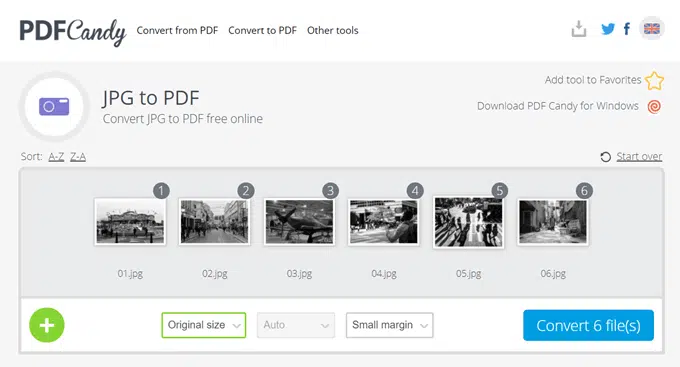 PDFCandy Convert from PDF Convert to PDF Other tools
Add tool to Favorites
JPG to PDF
Download PDF Candy for Windows
Convert JPG to PDF free online
Sort: A-Z Z-A Start over
1 2 3 4 5 6
01.jpg 02.jpg 03.jpg 04.jpg 05.jpg 06.jpg
+ Original size Auto Small margin Convert 6 file(s)